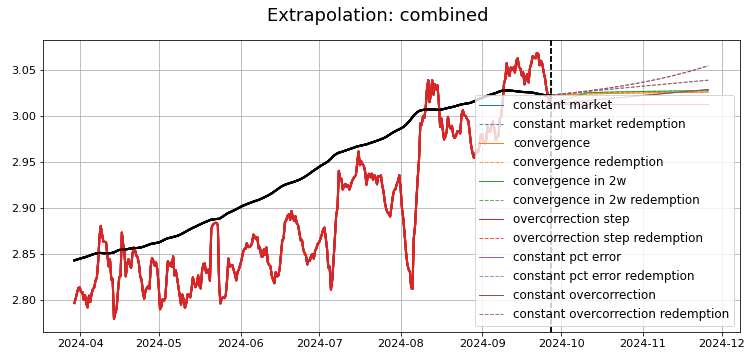 Extrapolation: combined
3.05
3.00
2.95
2.90
2.85
2.80
constant market
constant market redemption
convergence
convergence redemption
convergence in 2w
convergence in 2w redemption
overcorrection step
overcorrection step redemption
constant pct error
constant pct error redemption
constant overcorrection
constant overcorrection redemption
2024-04 2024-05 2024-06 2024-07 2024-08 2024-09 2024-10 2024-11 2024-12